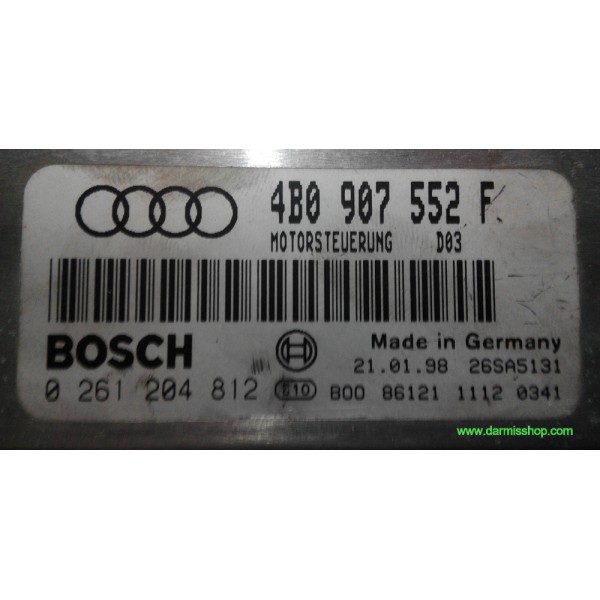 4B0 907 552 F
MOTORSTEUERUNG D03
BOSCH
Made in Germany
21.01.98 26SA5131
0 261 204 812 610 B00 86121 1112 0341
www.darmisshop.com